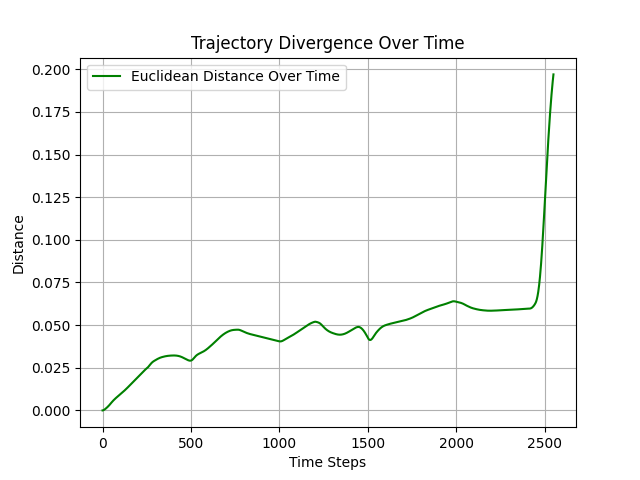 Trajectory Divergence Over Time
Euclidean Distance Over Time
0.200
0.175
0.150
0.125
0.100
0.075
0.050
0.025
0.000
Distance
0 500 1000 1500 2000 2500
Time Steps